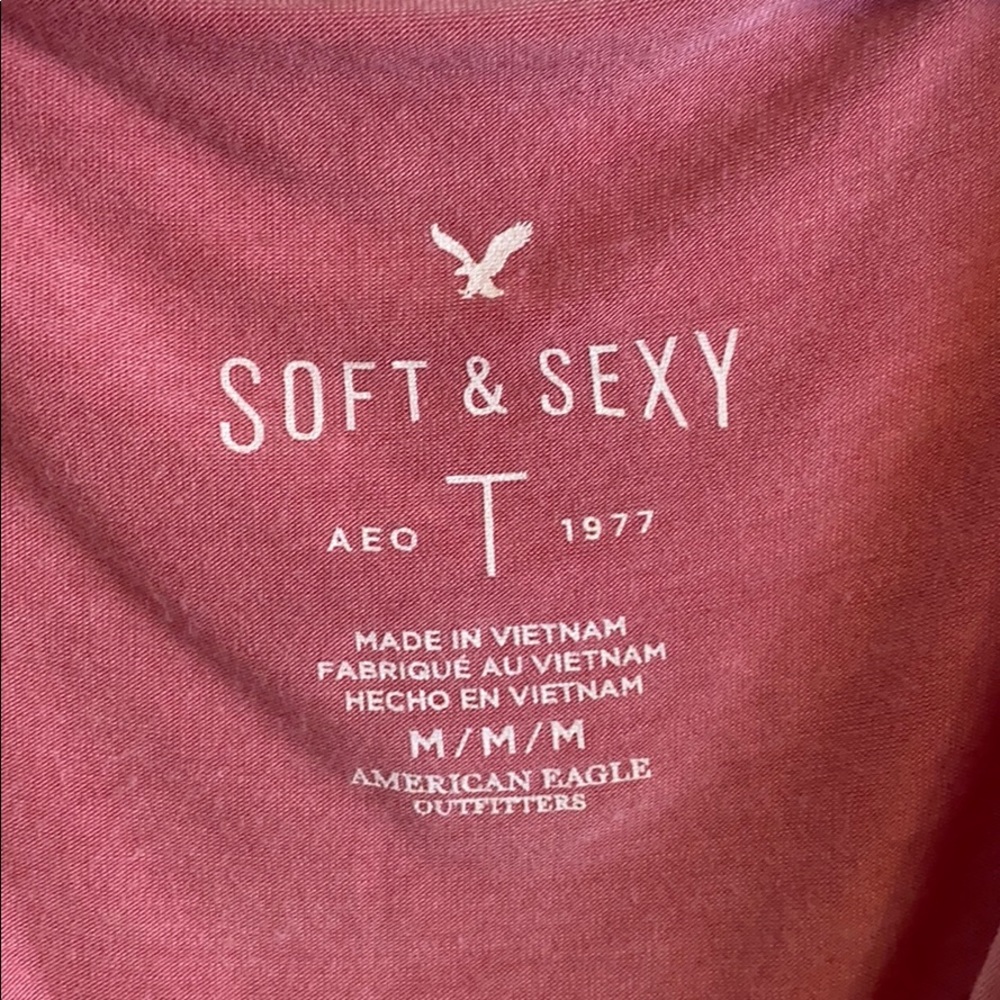 SOFT & SEXY
T
AEO 1977
MADE IN VIETNAM
FABRIQUÉ AU VIETNAM
HECHO EN VIETNAM
M/M/M
AMERICAN EAGLE
OUTFITTERS